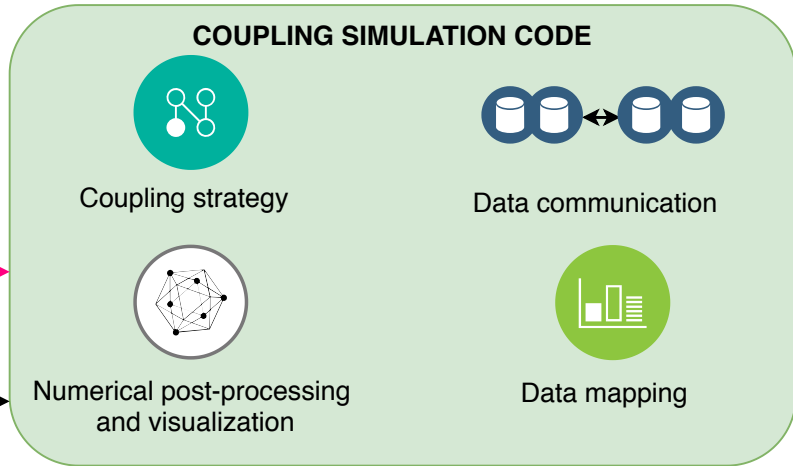 COUPLING SIMULATION CODE
Coupling strategy
Data communication
Numerical post-processing
and visualization
Data mapping